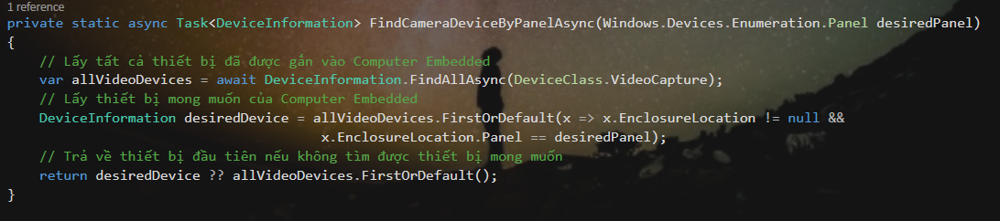 1 reference
private static async Task<DeviceInformation> FindCameraDeviceByPanelAsync(Windows.Devices.Enumeration.Panel desiredPanel)
{
    // Lấy tất cả thiết bị đã được gắn vào Computer Embedded
    var allVideoDevices = await DeviceInformation.FindAllAsync(DeviceClass.VideoCapture);
    // Lấy thiết bị mong muốn của Computer Embedded
    DeviceInformation desiredDevice = allVideoDevices.FirstOrDefault(x => x.EnclosureLocation != null &&
                                      x.EnclosureLocation.Panel == desiredPanel);
    // Trả về thiết bị đầu tiên nếu không tìm được thiết bị mong muốn
    return desiredDevice ?? allVideoDevices.FirstOrDefault();
}